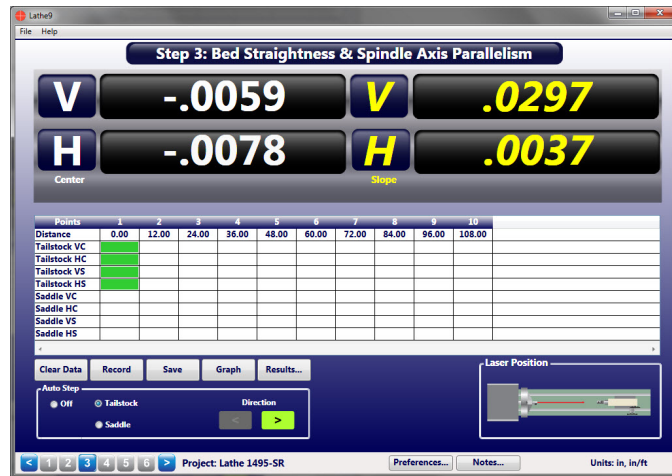 Lathe9
File Help
Step 3: Bed Straightness & Spindle Axis Parallelism
V -.0059 V .0297
H -.0078 H .0037
Center Slope
Points 1 2 3 4 5 6 7 8 9 10
Distance 0.00 12.00 24.00 36.00 48.00 60.00 72.00 84.00 96.00 108.00
Tailstock VC
Tailstock HC
Tailstock VS
Tailstock HS
Saddle VC
Saddle HC
Saddle VS
Saddle HS
Clear Data Record Save Graph Results...
Laser Position
Auto Step
Off Tailstock Direction
Saddle < >
< 1 2 3 4 5 6 > Project: Lathe 1495-SR Preferences... Notes... Units: in, in/ft